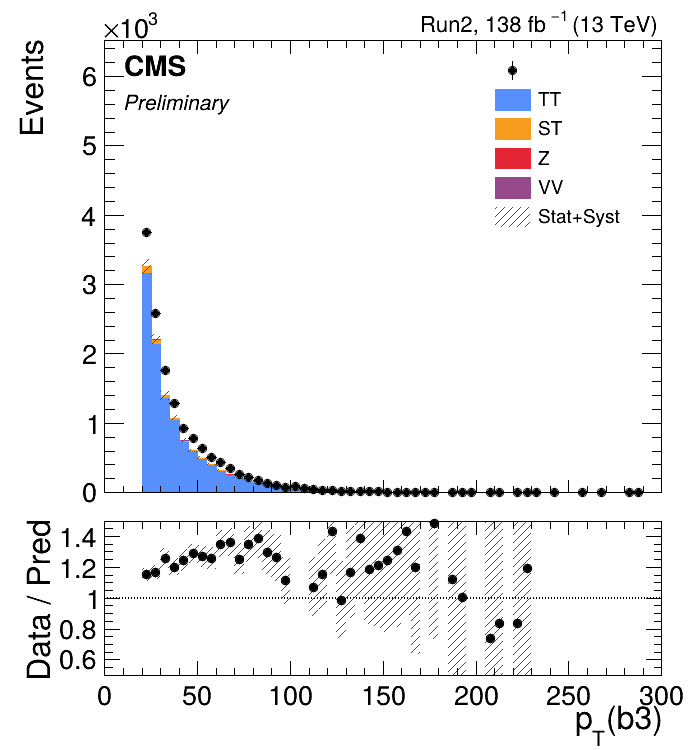 ×10³
Run2, 138 fb⁻¹ (13 TeV)
Events
CMS
Preliminary
TT
ST
Z
VV
Stat+Syst
6
5
4
3
2
1
0
Data / Pred
1.4
1.2
1
0.8
0.6
0 50 100 150 200 250 300
p_T(b3)